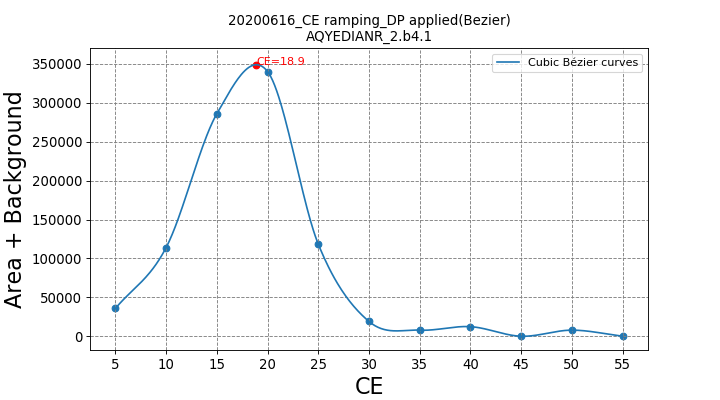 20200616_CE ramping_DP applied(Bezier)
AQYEDIANR_2.b4.1
CE=18.9
Cubic Bézier curves
Area + Background
350000
300000
250000
200000
150000
100000
50000
0
5 10 15 20 25 30 35 40 45 50 55
CE